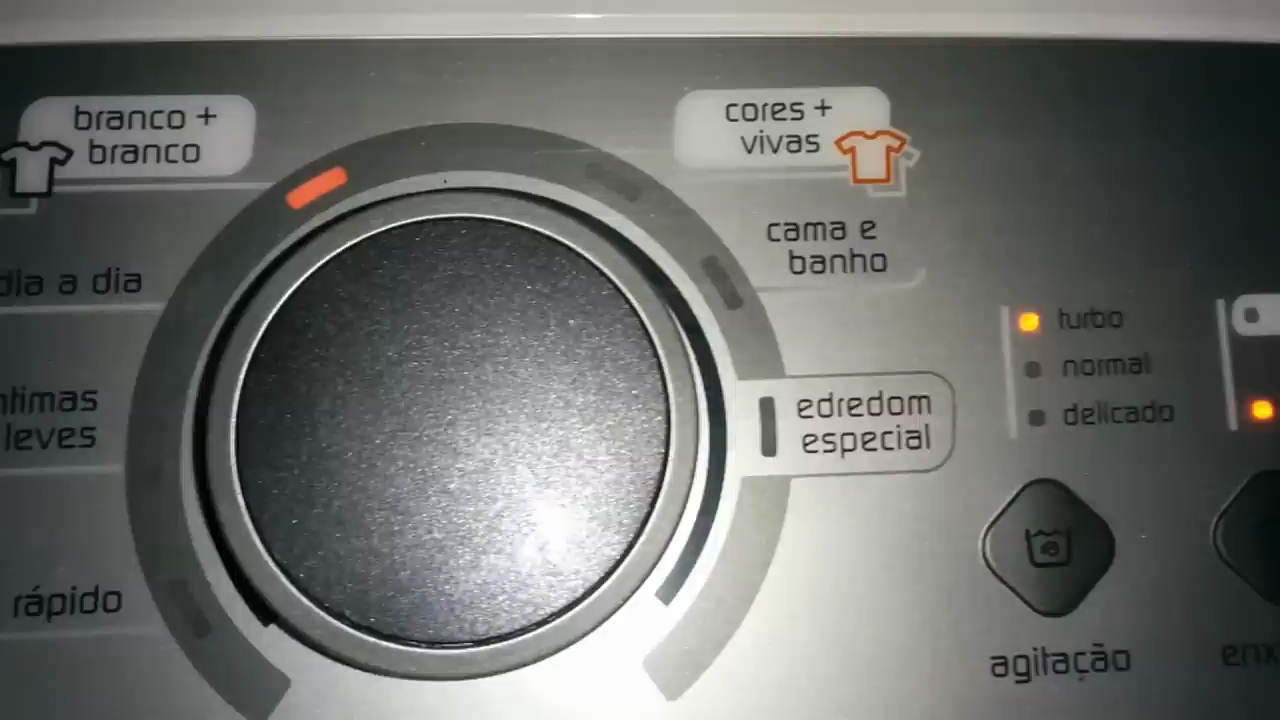 branco +
branco
cores +
vivas
cama e
banho
dia a dia
turbo
normal
delicado
edredom
especial
leves
rápido
agitação